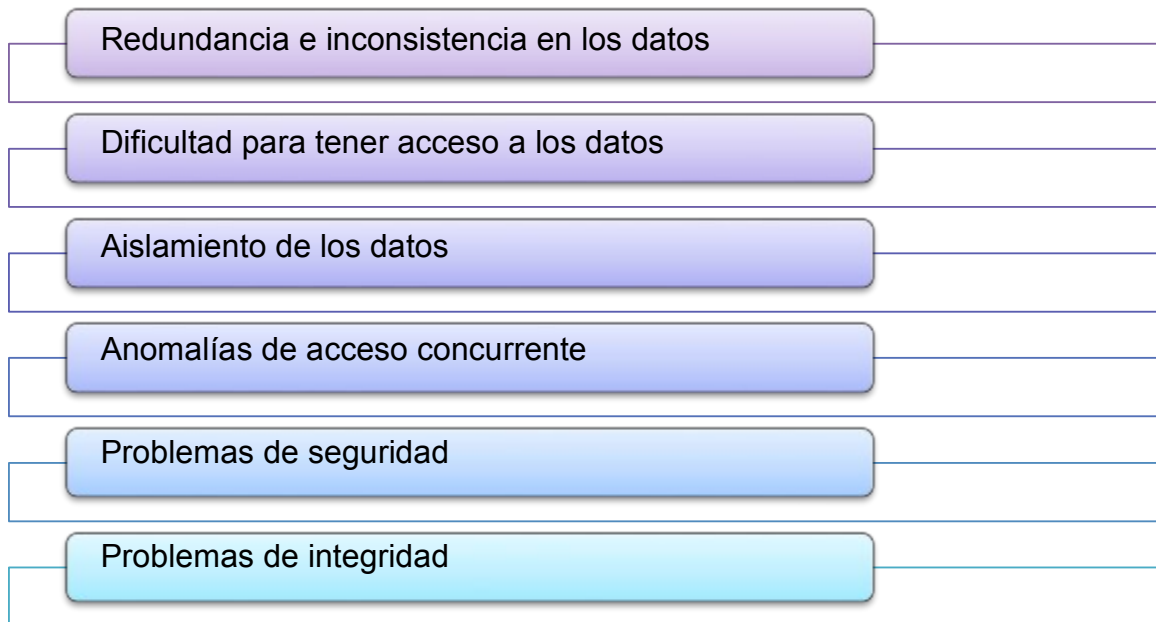 Redundancia e inconsistencia en los datos
Dificultad para tener acceso a los datos
Aislamiento de los datos
Anomalías de acceso concurrente
Problemas de seguridad
Problemas de integridad